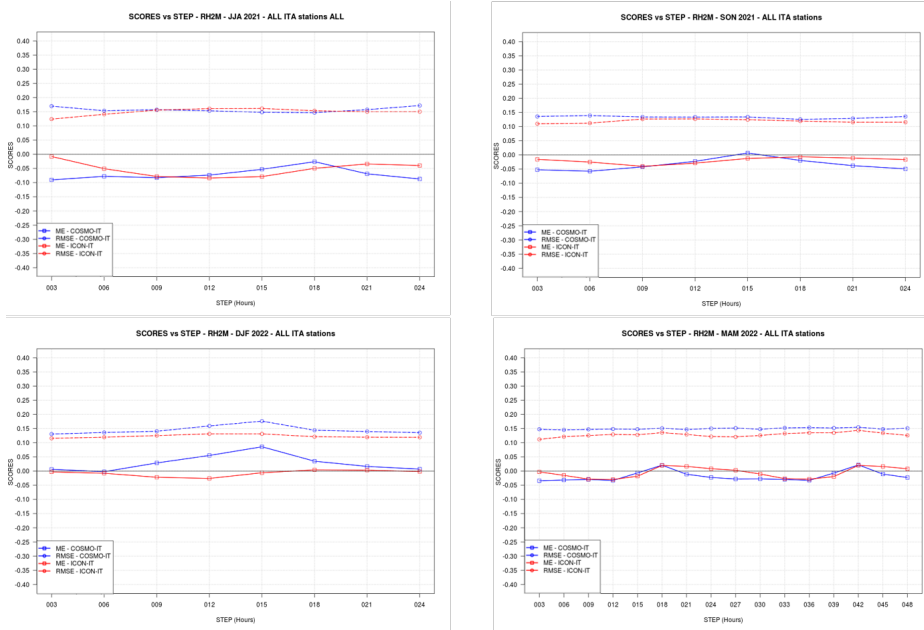 SCORES vs STEP - RH2M - JJA 2021 - ALL ITA stations ALL
0.40
0.35
0.30
0.25
0.20
0.15
0.10
0.05
0.00
-0.05
-0.10
-0.15
-0.20
-0.25
-0.30
-0.35
-0.40
SCORES
ME - COSMO-IT
RMSE - COSMO-IT
ME - ICON-IT
RMSE - ICON-IT
003 006 009 012 015 018 021 024
STEP (Hours)
SCORES vs STEP - RH2M - SON 2021 - ALL ITA stations
0.40
0.35
0.30
0.25
0.20
0.15
0.10
0.05
0.00
-0.05
-0.10
-0.15
-0.20
-0.25
-0.30
-0.35
-0.40
SCORES
ME - COSMO-IT
RMSE - COSMO-IT
ME - ICON-IT
RMSE - ICON-IT
003 006 009 012 015 018 021 024
STEP (Hours)
SCORES vs STEP - RH2M - DJF 2022 - ALL ITA stations
0.40
0.35
0.30
0.25
0.20
0.15
0.10
0.05
0.00
-0.05
-0.10
-0.15
-0.20
-0.25
-0.30
-0.35
-0.40
SCORES
ME - COSMO-IT
RMSE - COSMO-IT
ME - ICON-IT
RMSE - ICON-IT
003 006 009 012 015 018 021 024
STEP (Hours)
SCORES vs STEP - RH2M - MAM 2022 - ALL ITA stations
0.40
0.35
0.30
0.25
0.20
0.15
0.10
0.05
0.00
-0.05
-0.10
-0.15
-0.20
-0.25
-0.30
-0.35
-0.40
SCORES
ME - COSMO-IT
RMSE - COSMO-IT
ME - ICON-IT
RMSE - ICON-IT
003 006 09 012 015 018 021 024 027 030 033 036 039 042 045 048
STEP (Hours)